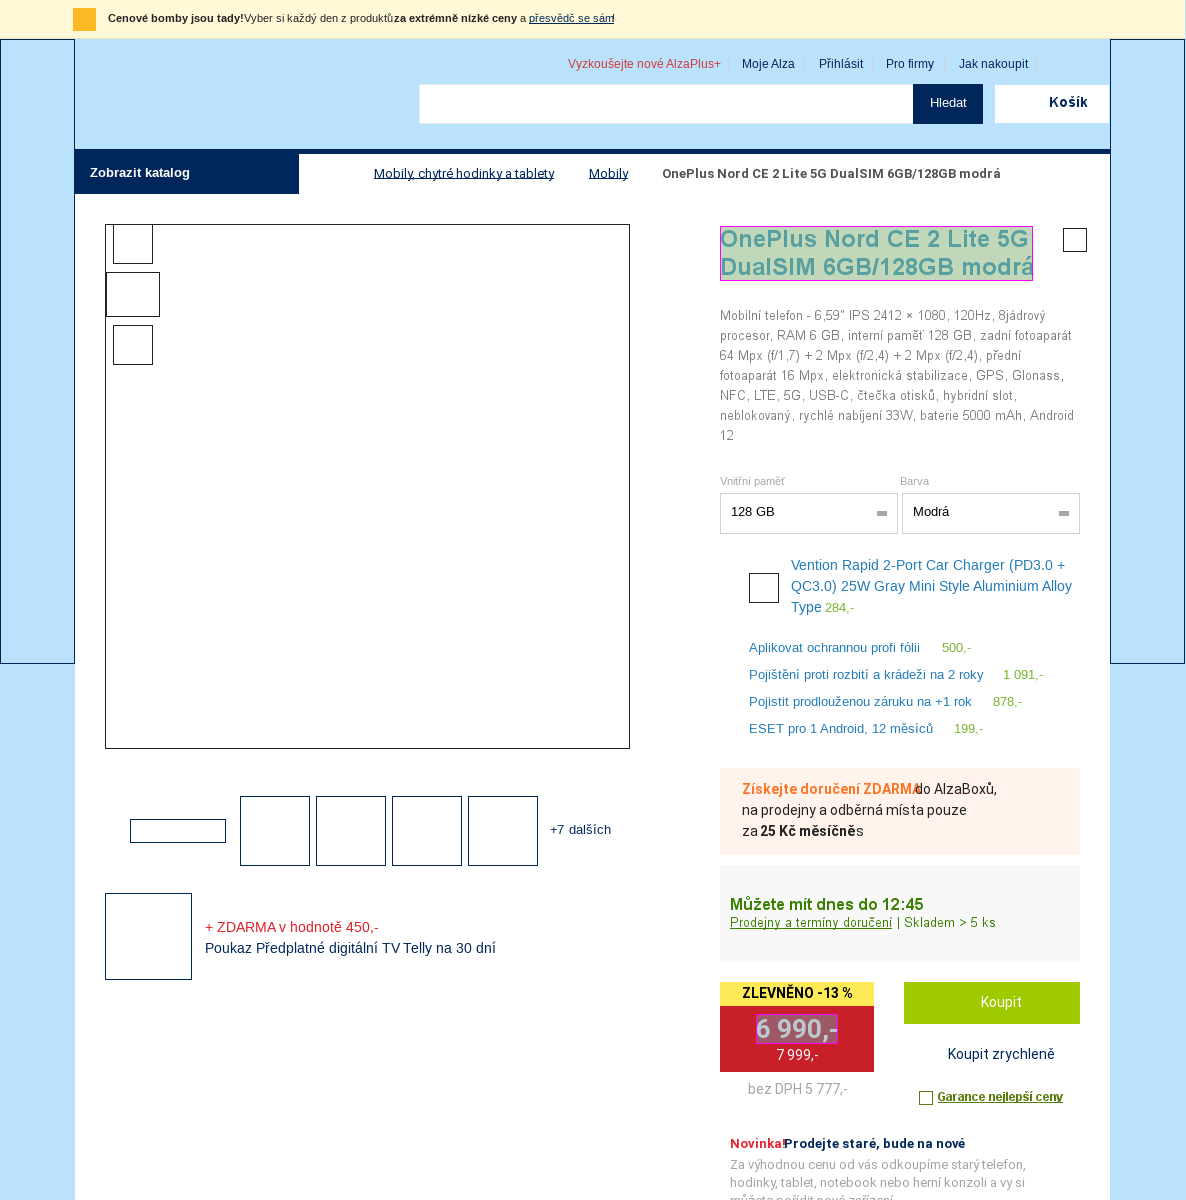 Cenové bomby jsou tady! Vyber si každý den z produktů za extrémně nízké ceny a přesvědč se sám!
Vyzkoušejte nové AlzaPlus+ Moje Alza Přihlásit Pro firmy Jak nakoupit
Hledat Košík
Zobrazit katalog Mobily, chytré hodinky a tablety Mobily OnePlus Nord CE 2 Lite 5G DualSIM 6GB/128GB modrá
OnePlus Nord CE 2 Lite 5G
DualSIM 6GB/128GB modrá
Mobilní telefon - 6,59" IPS 2412 × 1080, 120Hz, 8jádrový
procesor, RAM 6 GB, interní paměť 128 GB, zadní fotoaparát
64 Mpx (f/1,7) + 2 Mpx (f/2,4) + 2 Mpx (f/2,4), přední
fotoaparát 16 Mpx, elektronická stabilizace, GPS, Glonass,
NFC, LTE, 5G, USB-C, čtečka otisků, hybridní slot,
neblokovaný, rychlé nabíjení 33W, baterie 5000 mAh, Android
12
Vnitřní paměť Barva
128 GB Modrá
Vention Rapid 2-Port Car Charger (PD3.0 +
QC3.0) 25W Gray Mini Style Aluminium Alloy
Type 284,-
Aplikovat ochrannou profi fólii 500,-
Pojištění proti rozbití a krádeži na 2 roky 1 091,-
Pojistit prodlouženou záruku na +1 rok 878,-
ESET pro 1 Android, 12 měsíců 199,-
Získejte doručení ZDARMA do AlzaBoxů,
na prodejny a odběrná místa pouze
za 25 Kč měsíčně s
+7 dalších
+ ZDARMA v hodnotě 450,-
Poukaz Předplatné digitální TV Telly na 30 dní
Můžete mít dnes do 12:45
Prodejny a termíny doručení | Skladem > 5 ks
ZLEVNĚNO -13 %
6 990,-
7 999,-
bez DPH 5 777,-
Koupit
Koupit zrychleně
Garance nejlepší ceny
Novinka! Prodejte staré, bude na nové
Za výhodnou cenu od vás odkoupíme starý telefon,
hodinky, tablet, notebook nebo herní konzoli a vy si
můžete pořídit nové zařízení.